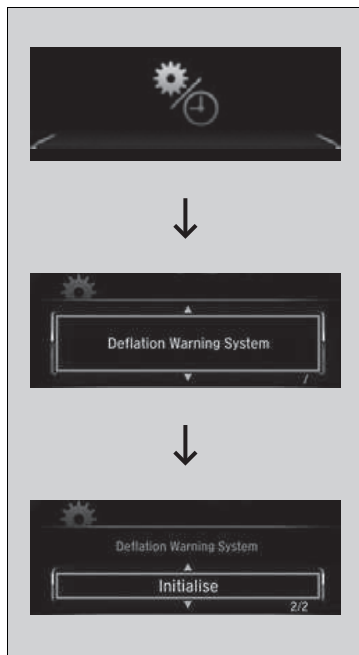 Deflation Warning System
/
Deflation Warning System
Initialise
2/2